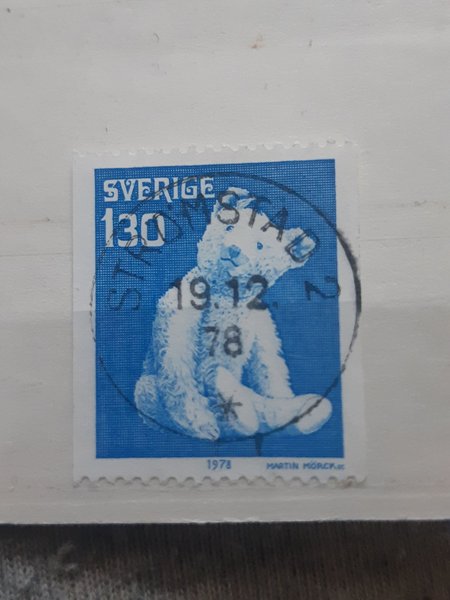 SVERIGE
130
STRÖMSTAD 2
19.12.
78
*
1978
MARTIN MÖRCK SC.